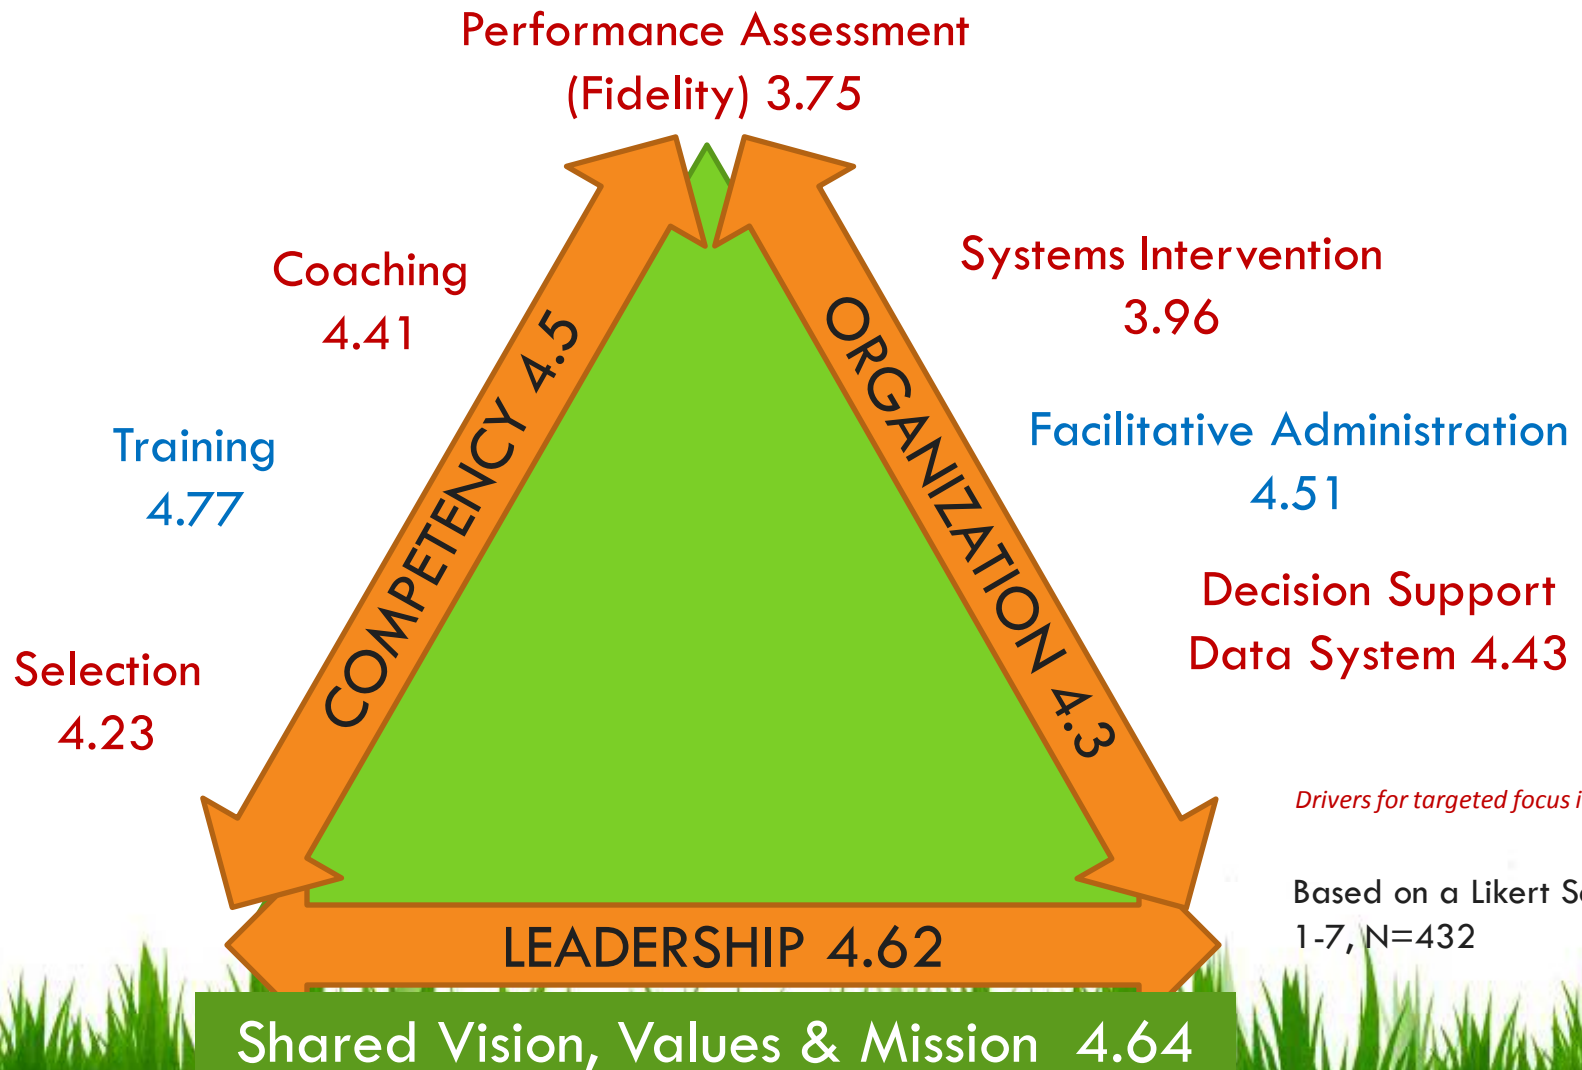 Performance Assessment
(Fidelity) 3.75
Coaching
4.41
Training
4.77
Selection
4.23
COMPETENCY 4.5
ORGANIZATION 4.3
Systems Intervention
3.96
Facilitative Administration
4.51
Decision Support
Data System 4.43
Drivers for targeted focus
Based on a Likert
1-7, N=432
LEADERSHIP 4.62
Shared Vision, Values & Mission 4.64